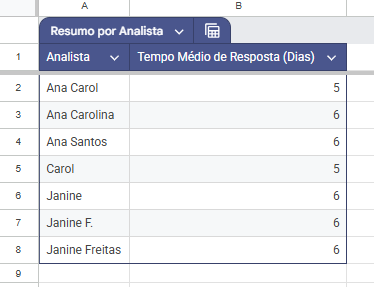 A B
Resumo por Analista
1 Analista Tempo Médio de Resposta (Dias)
2 Ana Carol 5
3 Ana Carolina 6
4 Ana Santos 6
5 Carol 5
6 Janine 6
7 Janine F. 6
8 Janine Freitas 6
9